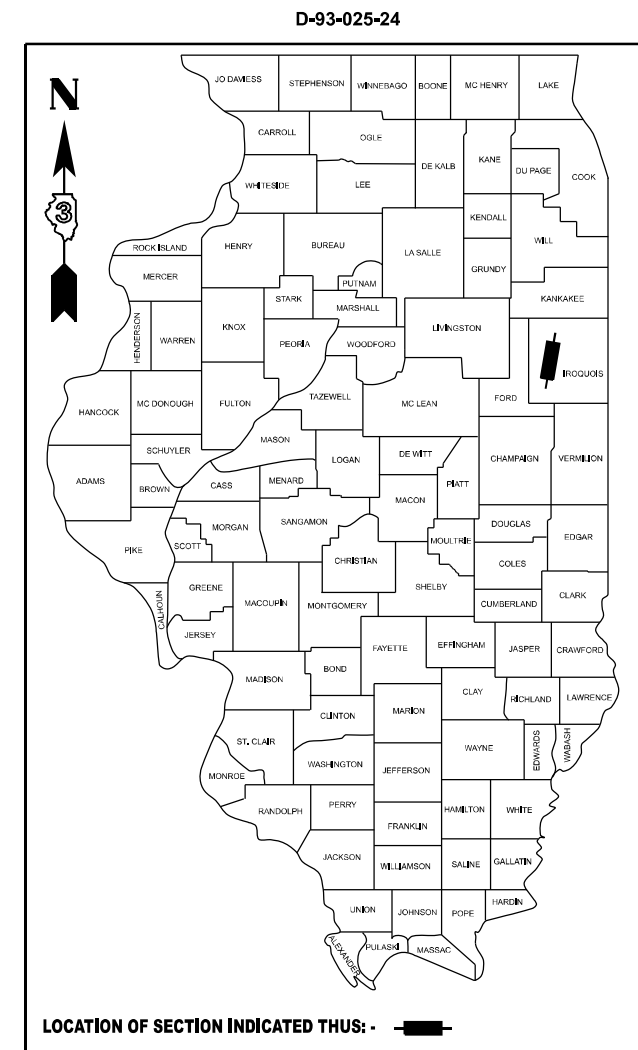 D-93-025-24
N
3
JO DAVIESS
STEPHENSON
WINNEBAGO
BOONE
MC HENRY
LAKE
CARROLL
OGLE
DE KALB
KANE
DU PAGE
COOK
WHITESIDE
LEE
KENDALL
WILL
ROCK ISLAND
HENRY
BUREAU
LA SALLE
GRUNDY
MERCER
PUTNAM
STARK
MARSHALL
KANKAKEE
HENDERSON
WARREN
KNOX
PEORIA
WOODFORD
LIVINGSTON
IROQUOIS
HANCOCK
MC DONOUGH
FULTON
TAZEWELL
MC LEAN
FORD
MASON
SCHUYLER
LOGAN
DE WITT
CHAMPAIGN
VERMILION
ADAMS
BROWN
CASS
MENARD
PIATT
MACON
MORGAN
SANGAMON
DOUGLAS
EDGAR
PIKE
SCOTT
CHRISTIAN
MOULTRIE
COLES
GREENE
MACOUPIN
MONTGOMERY
SHELBY
CUMBERLAND
CLARK
CALHOUN
JERSEY
FAYETTE
EFFINGHAM
JASPER
CRAWFORD
MADISON
BOND
CLAY
RICHLAND
LAWRENCE
CLINTON
MARION
ST. CLAIR
WAYNE
EDWARDS
WABASH
WASHINGTON
JEFFERSON
MONROE
RANDOLPH
PERRY
HAMILTON
WHITE
FRANKLIN
JACKSON
WILLIAMSON
SALINE
GALLATIN
UNION
JOHNSON
POPE
HARDIN
ALEXANDER
PULASKI
MASSAC
LOCATION OF SECTION INDICATED THUS: -